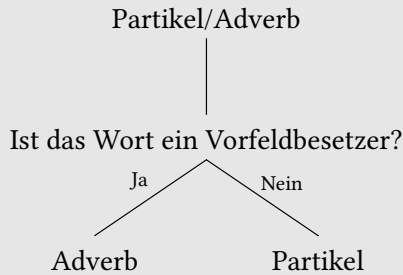 Partikel/Adverb
Ist das Wort ein Vorfeldbesetzer?
Ja
Nein
Adverb
Partikel